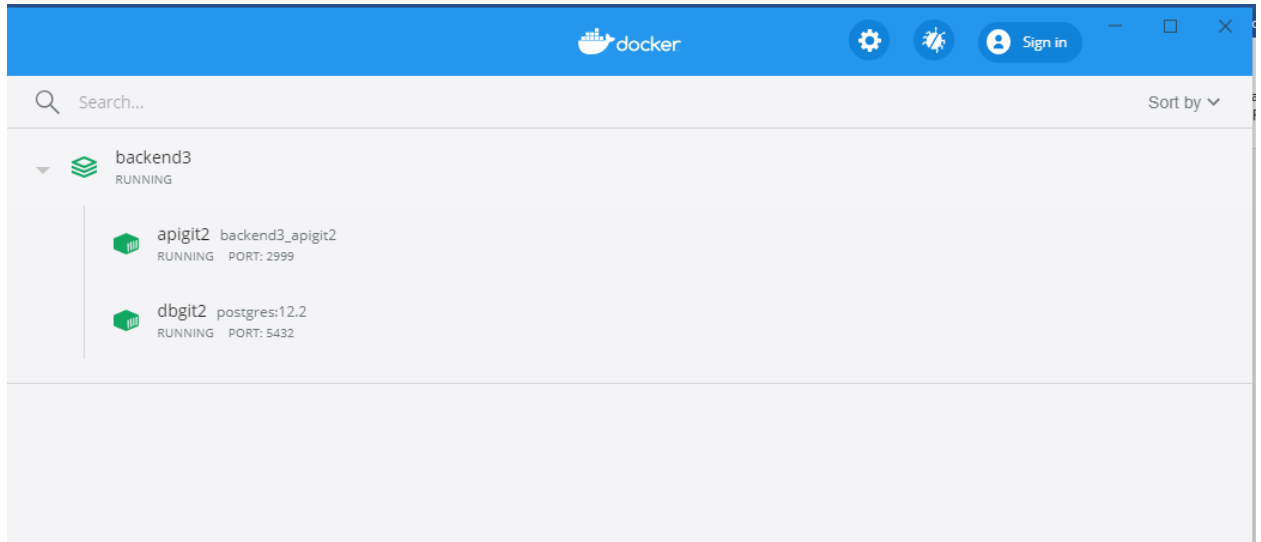 docker
Sign in
Search...
Sort by
backend3
RUNNING
apigit2 backend3_apigit2
RUNNING PORT: 2999
dbgit2 postgres:12.2
RUNNING PORT: 5432